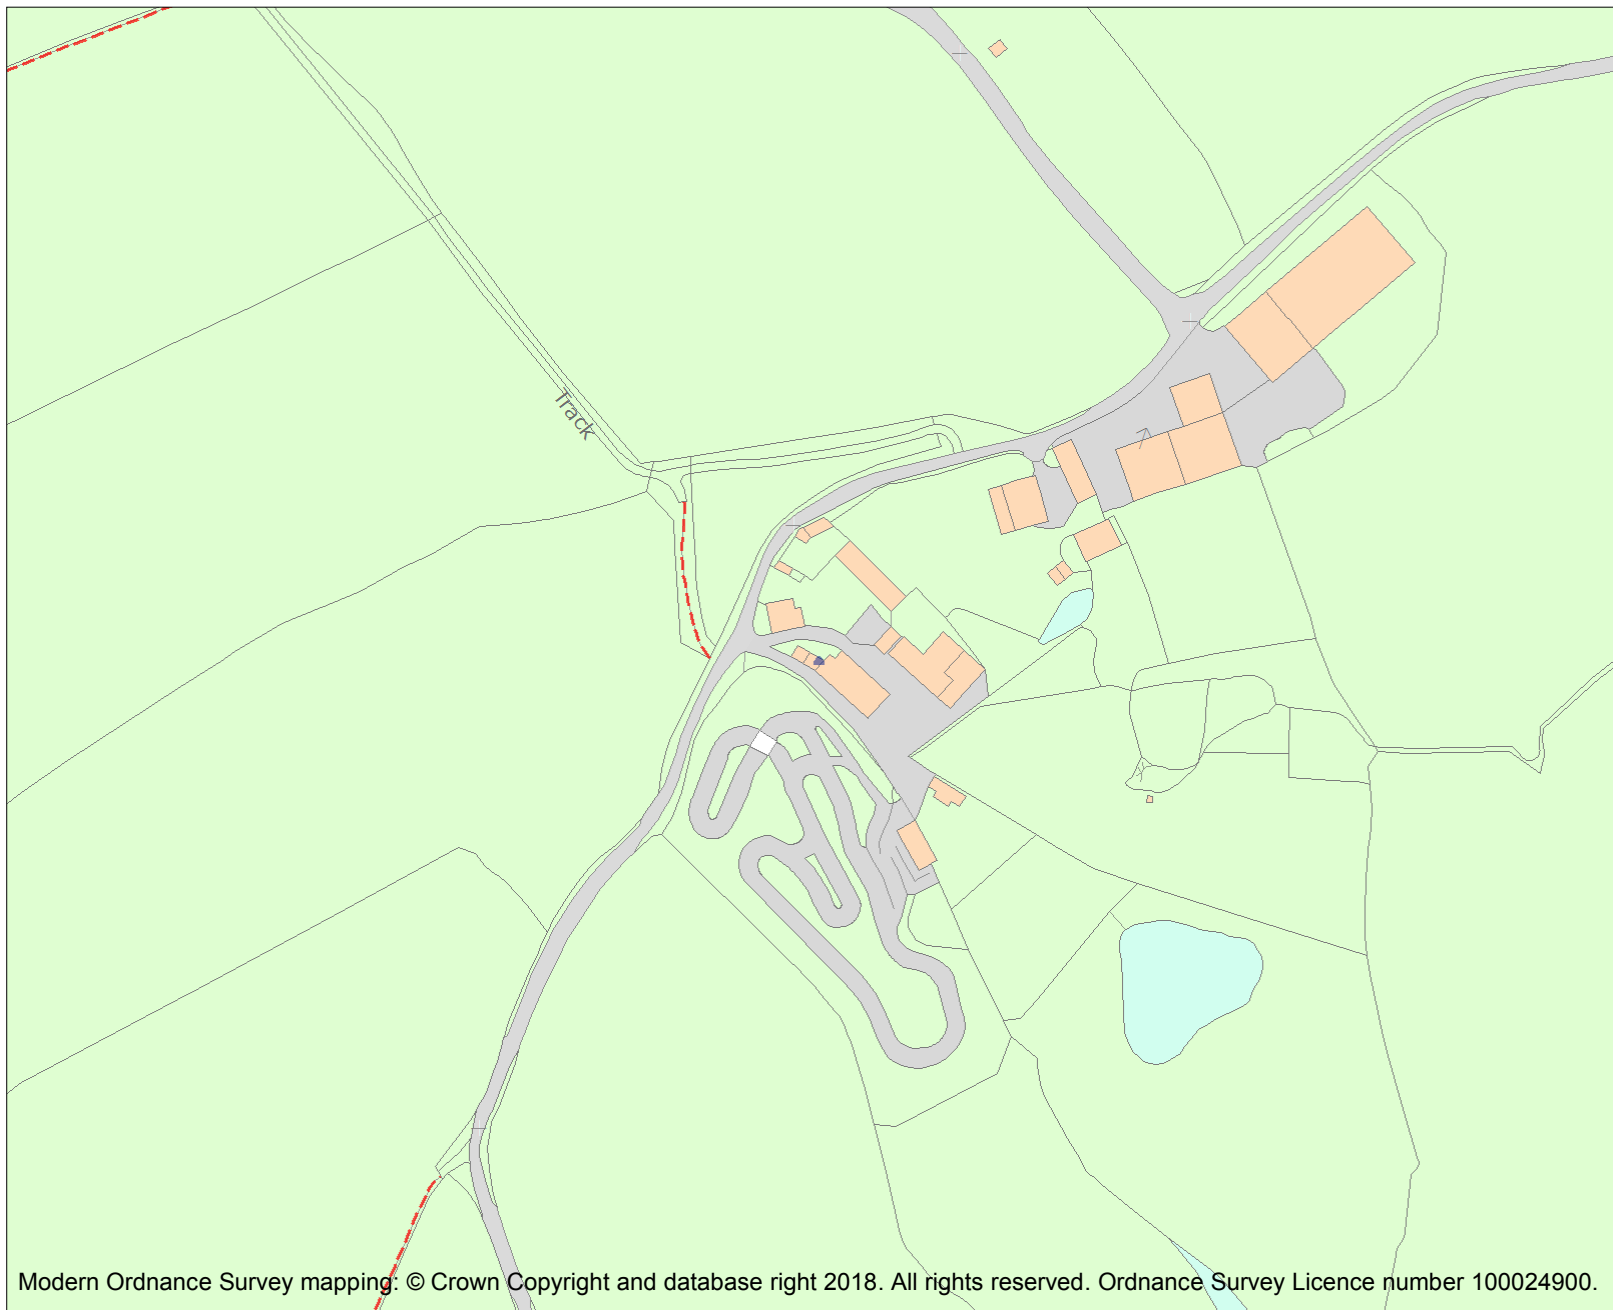 Track
Modern Ordnance Survey mapping: © Crown Copyright and database right 2018. All rights reserved. Ordnance Survey Licence number 100024900.